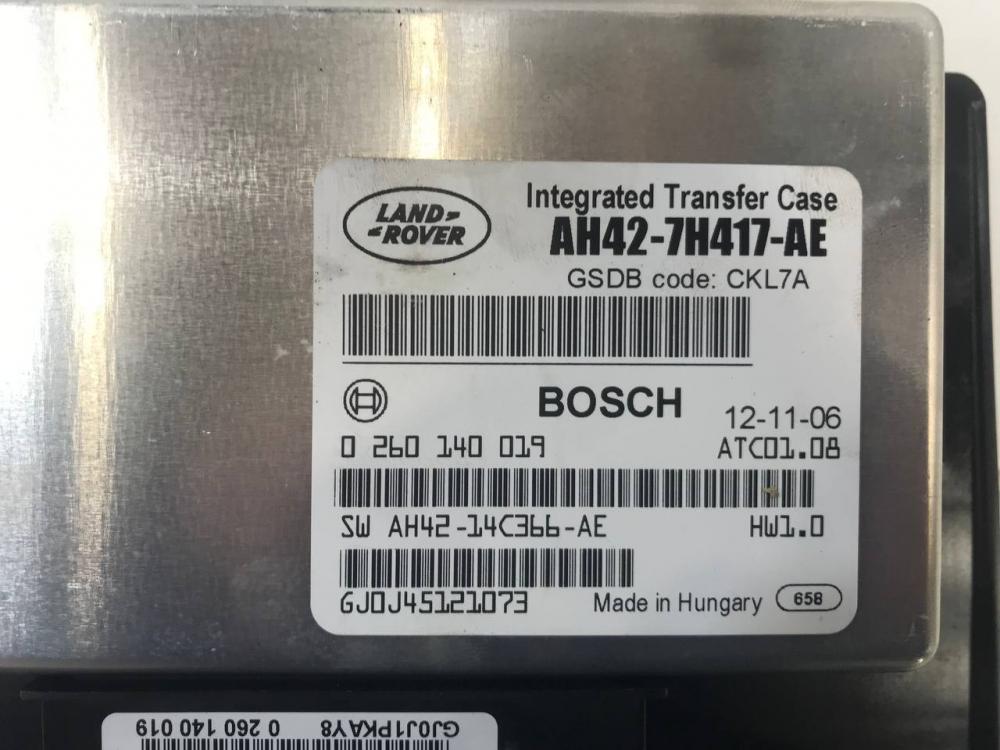 LAND-
-ROVER
Integrated Transfer Case
AH42-7H417-AE
GSDB code: CKL7A
BOSCH
12-11-06
0 260 140 019
ATC01.08
SW AH42-14C366-AE
HW1.0
GJ0J45121073
Made in Hungary
658
GJ0J1PKAY8 0 260 140 019